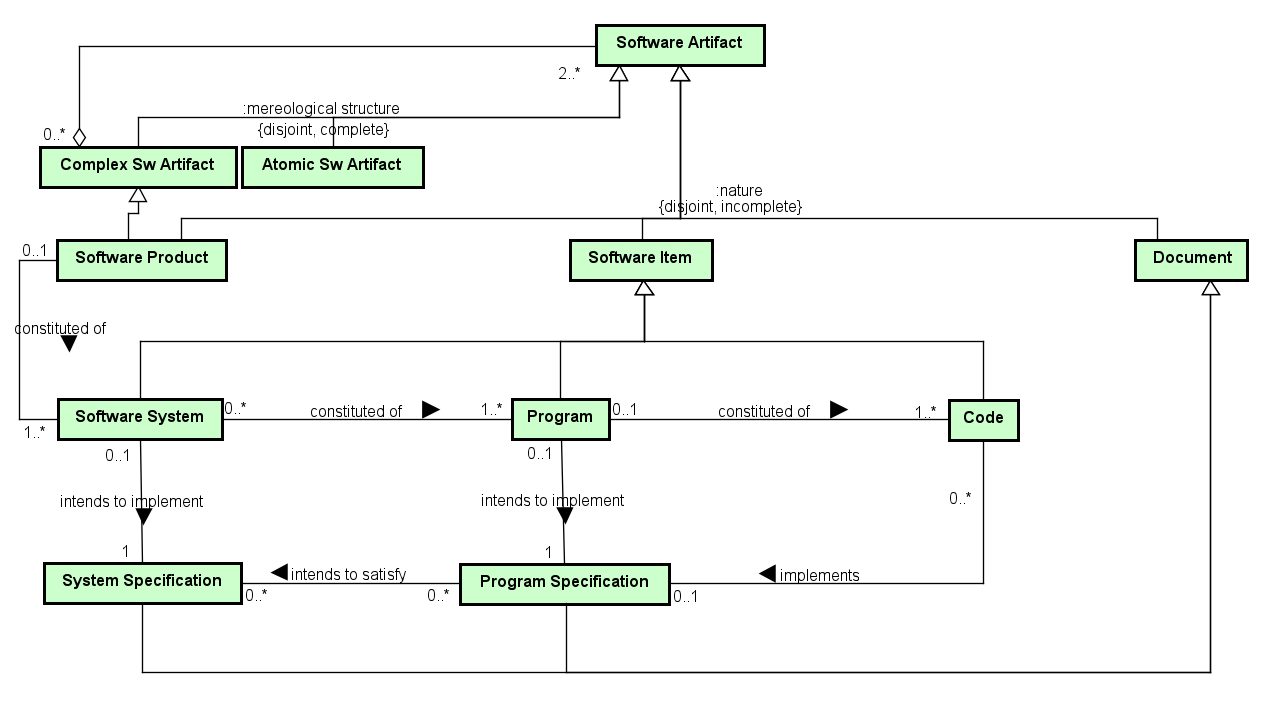 Software Artifact
2..*
:mereological structure
{disjoint, complete}
0..*
Complex Sw Artifact
Atomic Sw Artifact
:nature
{disjoint, incomplete}
0..1
Software Product
Software Item
Document
constituted of
Software System
0..*
constituted of
1..*
Program
0..1
constituted of
1..*
Code
1..*
0..1
0..1
intends to implement
intends to implement
0..*
1
1
System Specification
intends to satisfy
Program Specification
implements
0..*
0..*
0..1